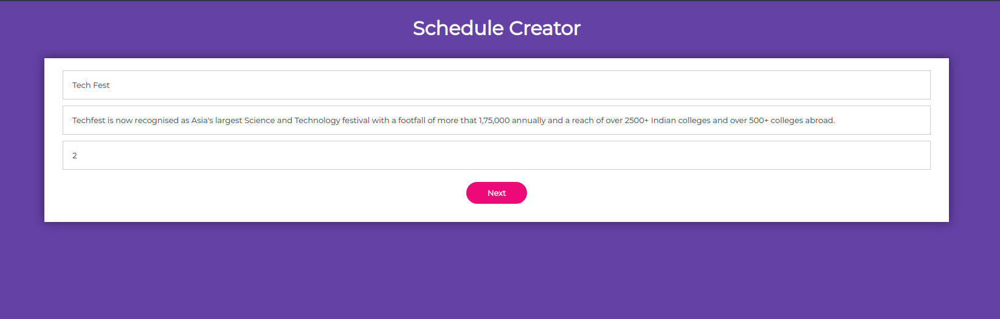 Schedule Creator
Tech Fest
Techfest is now recognised as Asia's largest Science and Technology festival with a footfall of more that 1,75,000 annually and a reach of over 2500+ Indian colleges and over 500+ colleges abroad.
2
Next